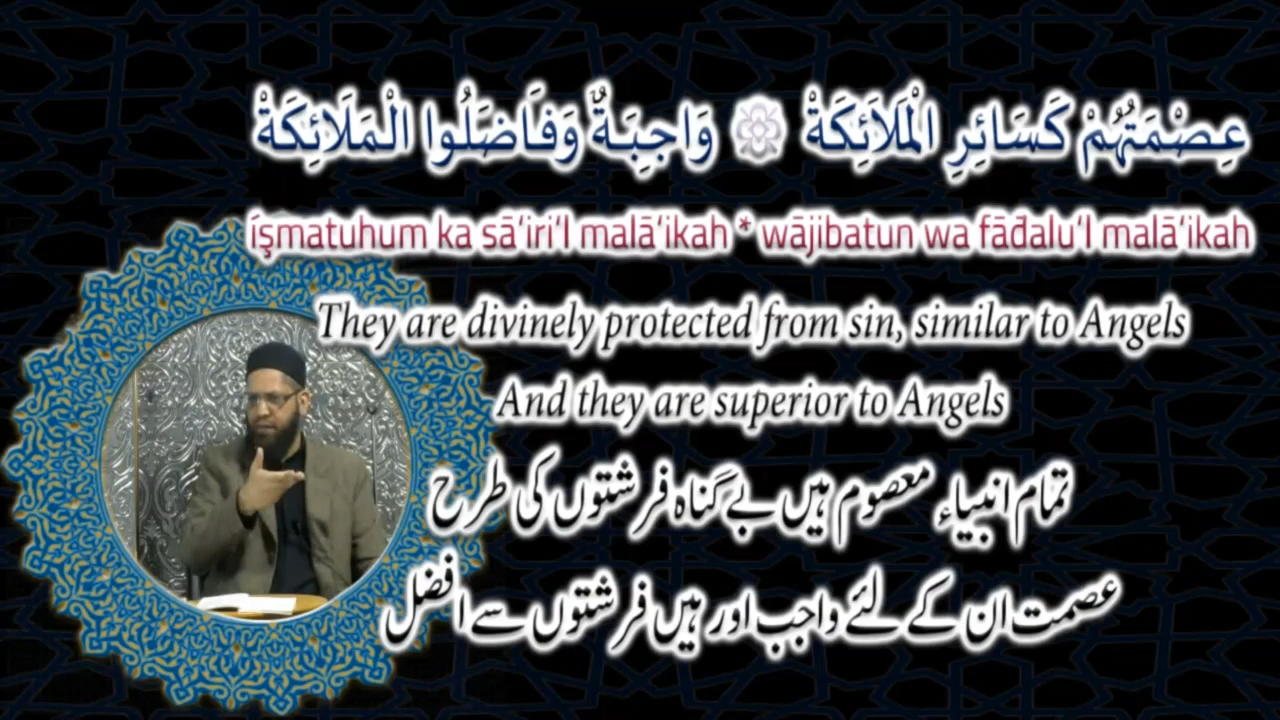 عِصْمَتُهُمْ كَسَائِرِ الْمَلَائِكَةْ ۞ وَاجِبَةٌ وَفَاضَلُوا الْمَلَائِكَةْ
íşmatuhum ka sā’iri’l malā’ikah * wājibatun wa fāđalu’l malā’ikah
They are divinely protected from sin, similar to Angels
And they are superior to Angels
تمام انبیاء معصوم ہیں بے گناہ فرشتوں کی طرح
عصمت ان کے لئے واجب اور ہیں فرشتوں سے افضل